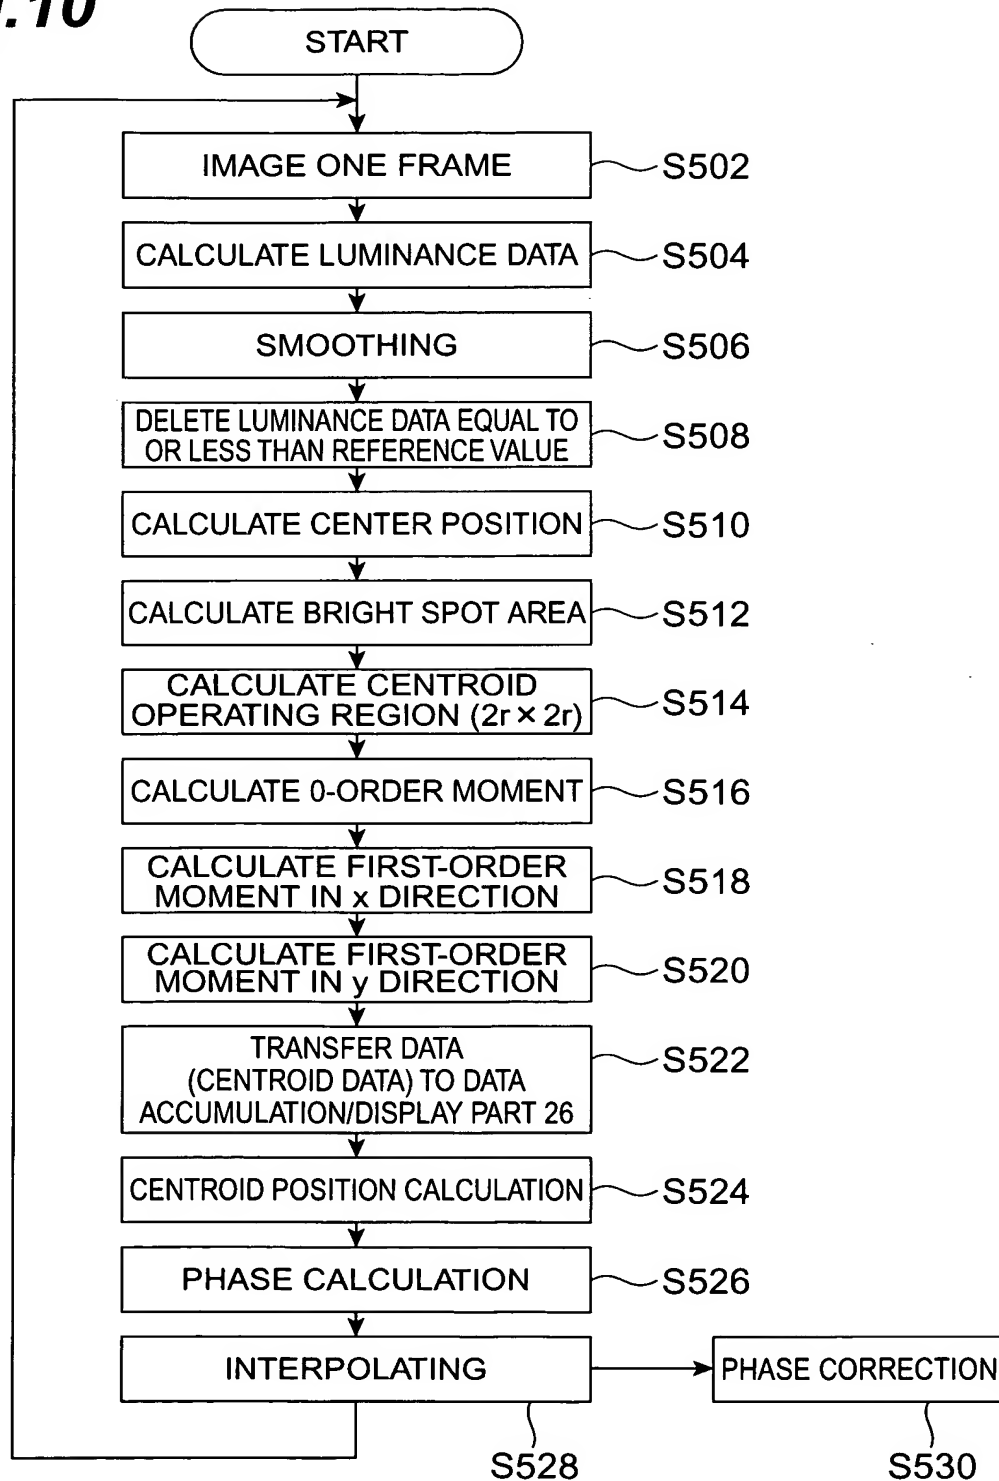 .10
START
IMAGE ONE FRAME
S502
CALCULATE LUMINANCE DATA
S504
SMOOTHING
S506
DELETE LUMINANCE DATA EQUAL TO
OR LESS THAN REFERENCE VALUE
S508
CALCULATE CENTER POSITION
S510
CALCULATE BRIGHT SPOT AREA
S512
CALCULATE CENTROID
OPERATING REGION (2r × 2r)
S514
CALCULATE 0-ORDER MOMENT
S516
CALCULATE FIRST-ORDER
MOMENT IN x DIRECTION
S518
CALCULATE FIRST-ORDER
MOMENT IN y DIRECTION
S520
TRANSFER DATA
(CENTROID DATA) TO DATA
ACCUMULATION/DISPLAY PART 26
S522
CENTROID POSITION CALCULATION
S524
PHASE CALCULATION
S526
INTERPOLATING
PHASE CORRECTION
S528
S530